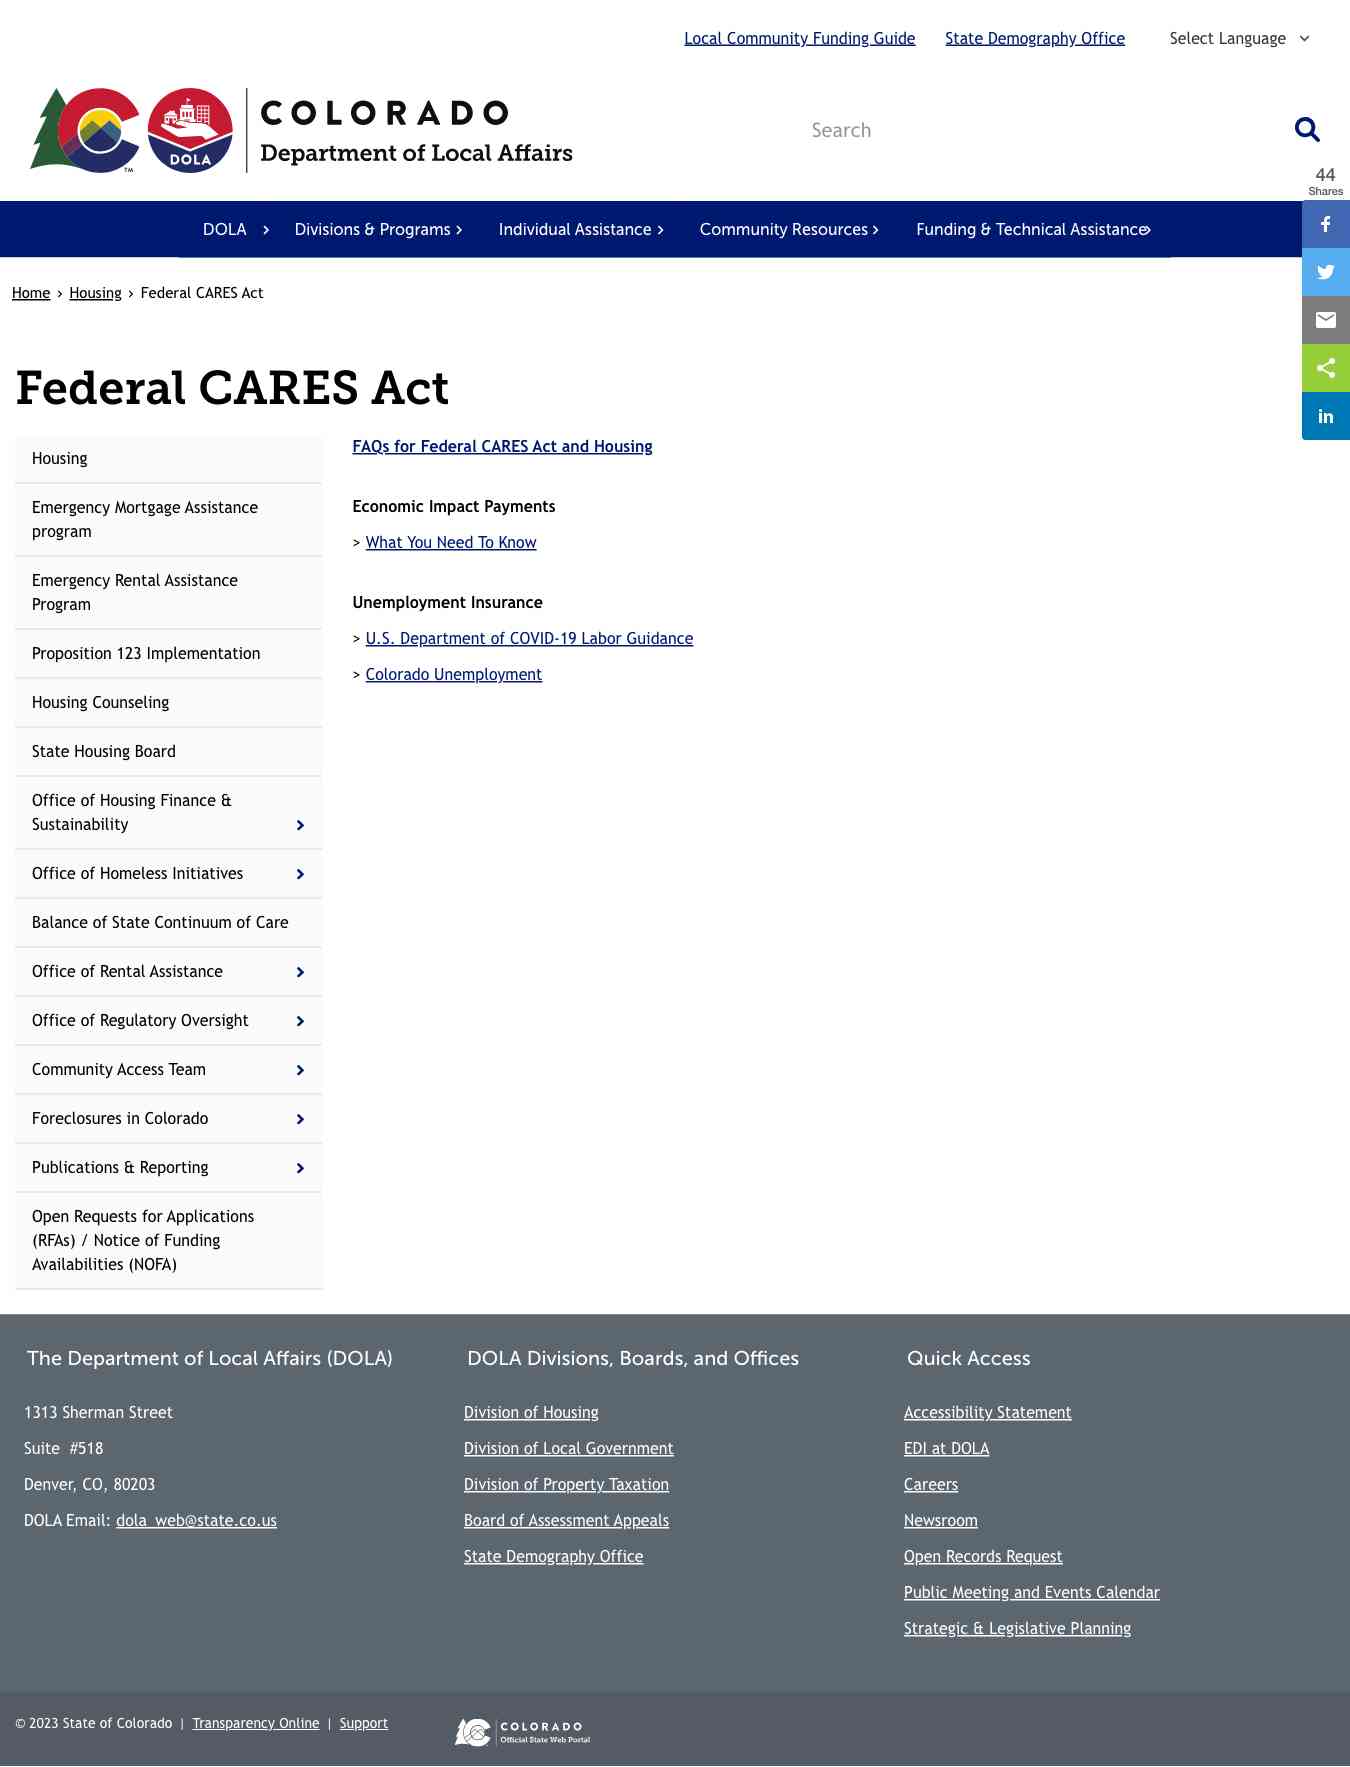 Local Community Funding Guide State Demography Office Select Language
DOLA
TM
COLORADO
Department of Local Affairs
Search
44
Shares
DOLA Divisions & Programs Individual Assistance Community Resources Funding & Technical Assistance
Home › Housing › Federal CARES Act
Federal CARES Act
Housing
Emergency Mortgage Assistance
program
Emergency Rental Assistance
Program
Proposition 123 Implementation
Housing Counseling
State Housing Board
Office of Housing Finance &
Sustainability
Office of Homeless Initiatives
Balance of State Continuum of Care
Office of Rental Assistance
Office of Regulatory Oversight
Community Access Team
Foreclosures in Colorado
Publications & Reporting
Open Requests for Applications
(RFAs) / Notice of Funding
Availabilities (NOFA)
FAQs for Federal CARES Act and Housing
Economic Impact Payments
> What You Need To Know
Unemployment Insurance
> U.S. Department of COVID-19 Labor Guidance
> Colorado Unemployment
The Department of Local Affairs (DOLA)
1313 Sherman Street
Suite #518
Denver, CO, 80203
DOLA Email: dola_web@state.co.us
DOLA Divisions, Boards, and Offices
Division of Housing
Division of Local Government
Division of Property Taxation
Board of Assessment Appeals
State Demography Office
Quick Access
Accessibility Statement
EDI at DOLA
Careers
Newsroom
Open Records Request
Public Meeting and Events Calendar
Strategic & Legislative Planning
© 2023 State of Colorado | Transparency Online | Support
COLORADO
Official State Web Portal